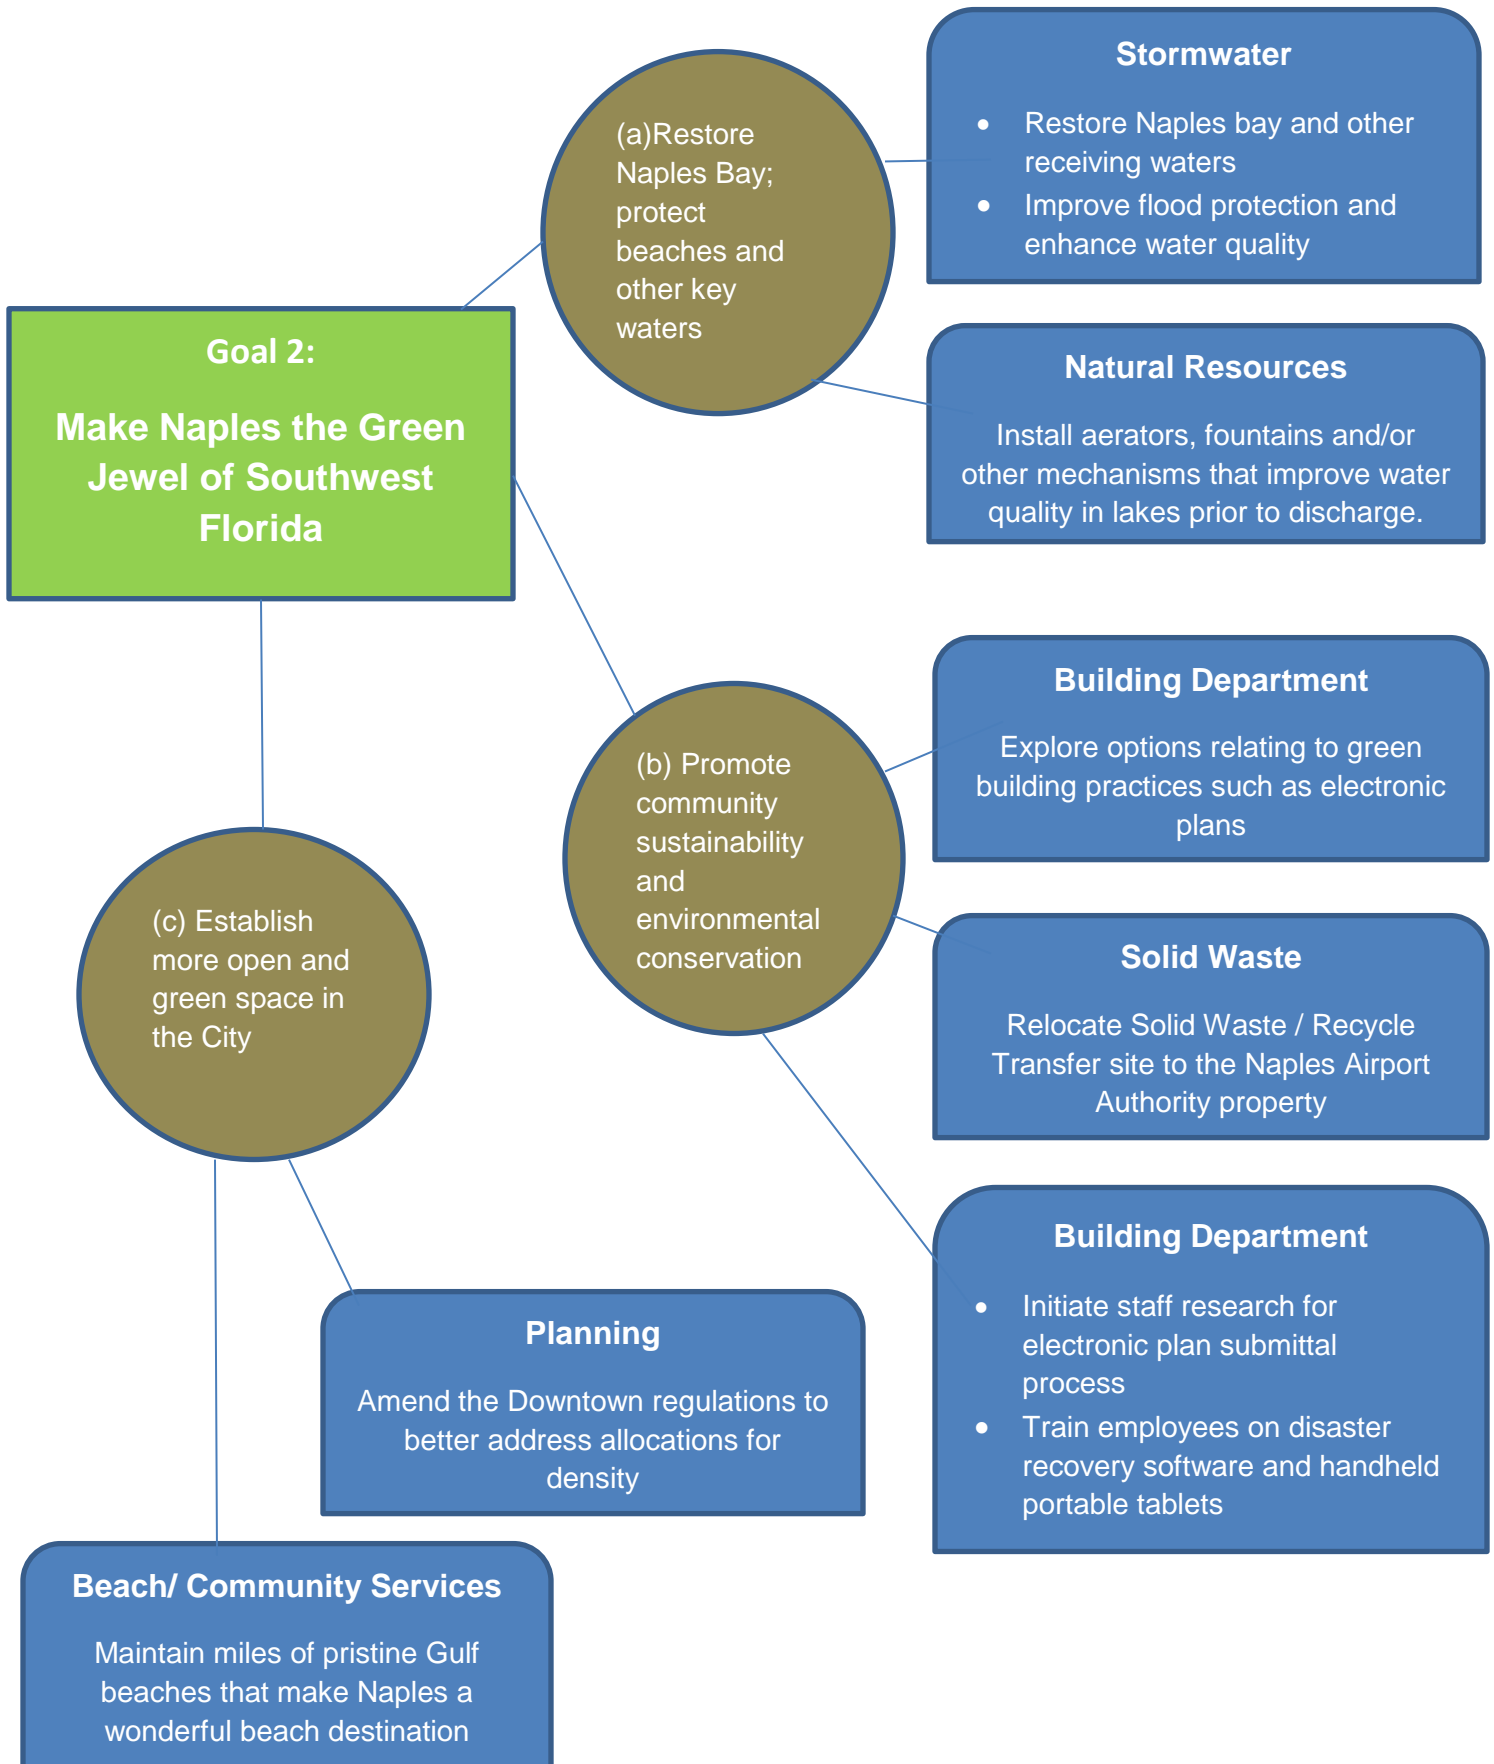 Goal 2:
Make Naples the Green
Jewel of Southwest
Florida
(a)Restore
Naples Bay;
protect
beaches and
other key
waters
Stormwater
• Restore Naples bay and other
receiving waters
• Improve flood protection and
enhance water quality
Natural Resources
Install aerators, fountains and/or
other mechanisms that improve water
quality in lakes prior to discharge.
(b) Promote
community
sustainability
and
environmental
conservation
Building Department
Explore options relating to green
building practices such as electronic
plans
Solid Waste
Relocate Solid Waste / Recycle
Transfer site to the Naples Airport
Authority property
Building Department
• Initiate staff research for
electronic plan submittal
process
• Train employees on disaster
recovery software and handheld
portable tablets
(c) Establish
more open and
green space in
the City
Planning
Amend the Downtown regulations to
better address allocations for
density
Beach/ Community Services
Maintain miles of pristine Gulf
beaches that make Naples a
wonderful beach destination